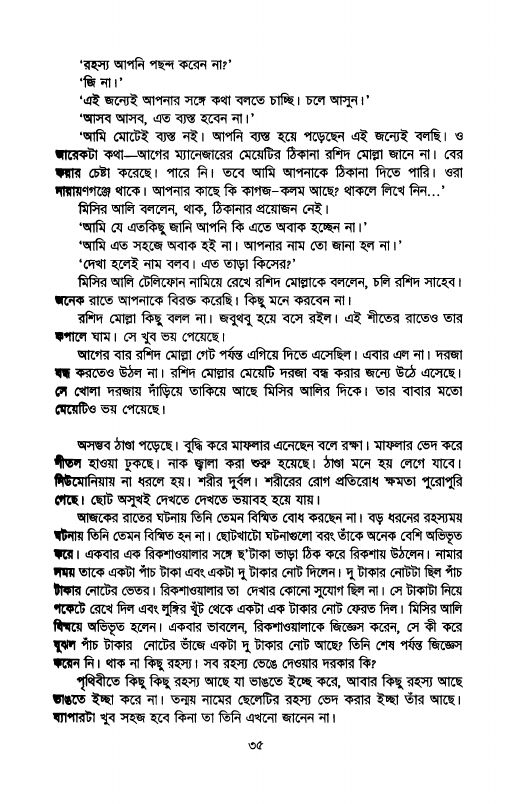 ‘রহস্য আপনি পছন্দ করেন না?’
‘জি না।’
‘এই জন্যেই আপনার সঙ্গে কথা বলতে চাচ্ছি। চলে আসুন।’
‘আসব আসব, এত ব্যস্ত হবেন না।’
‘আমি মোটেই ব্যস্ত নই। আপনি ব্যস্ত হয়ে পড়েছেন এই জন্যেই বলছি। ও
আরেকটা কথা—আগের ম্যানেজারের মেয়েটির ঠিকানা রশিদ মোল্লা জানে না। বের
করার চেষ্টা করেছে। পারে নি। তবে আমি আপনাকে ঠিকানা দিতে পারি। ওরা
নারায়ণগঞ্জে থাকে। আপনার কাছে কি কাগজ-কলম আছে? থাকলে লিখে নিন...’
মিসির আলি বললেন, থাক, ঠিকানার প্রয়োজন নেই।
‘আমি যে এতকিছু জানি আপনি কি এতে অবাক হচ্ছেন না।’
‘আমি এত সহজে অবাক হই না। আপনার নাম তো জানা হল না।’
‘দেখা হলেই নাম বলব। এত তাড়া কিসের?’
মিসির আলি টেলিফোন নামিয়ে রেখে রশিদ মোল্লাকে বললেন, চলি রশিদ সাহেব।
অনেক রাতে আপনাকে বিরক্ত করেছি। কিছু মনে করবেন না।
রশিদ মোল্লা কিছু বলল না। জবুথবু হয়ে বসে রইল। এই শীতের রাতেও তার
কপালে ঘাম। সে খুব ভয় পেয়েছে।
আগের বার রশিদ মোল্লা গেট পর্যন্ত এগিয়ে দিতে এসেছিল। এবার এল না। দরজা
বন্ধ করতেও উঠল না। রশিদ মোল্লার মেয়েটি দরজা বন্ধ করার জন্যে উঠে এসেছে।
সে খোলা দরজায় দাঁড়িয়ে তাকিয়ে আছে মিসির আলির দিকে। তার বাবার মতো
মেয়েটিও ভয় পেয়েছে।
অসম্ভব ঠাণ্ডা পড়েছে। বুদ্ধি করে মাফলার এনেছেন বলে রক্ষা। মাফলার ভেদ করে
শীতল হাওয়া ঢুকছে। নাক জ্বালা করা শুরু হয়েছে। ঠাণ্ডা মনে হয় লেগে যাবে।
নিউমোনিয়ায় না ধরলে হয়। শরীর দুর্বল। শরীরের রোগ প্রতিরোধ ক্ষমতা পুরোপুরি
গেছে। ছোট অসুখই দেখতে দেখতে ভয়াবহ হয়ে যায়।
আজকের রাতের ঘটনায় তিনি তেমন বিস্মিত বোধ করছেন না। বড় ধরনের রহস্যময়
ঘটনায় তিনি তেমন বিস্মিত হন না। ছোটখাটো ঘটনাগুলো বরং তাঁকে অনেক বেশি অভিভূত
করে। একবার এক রিকশাওয়ালার সঙ্গে ছ’টাকা ভাড়া ঠিক করে রিকশায় উঠলেন। নামার
সময় তাকে একটা পাঁচ টাকা এবং একটা দু টাকার নোট দিলেন। দু টাকার নোটটা ছিল পাঁচ
টাকার নোটের ভেতর। রিকশাওয়ালার তা দেখার কোনো সুযোগ ছিল না। সে টাকাটা নিয়ে
পকেটে রেখে দিল এবং লুঙ্গির খুঁট থেকে একটা এক টাকার নোট ফেরত দিল। মিসির আলি
বিস্ময়ে অভিভূত হলেন। একবার ভাবলেন, রিকশাওয়ালাকে জিজ্ঞেস করেন, সে কী করে
বুঝল পাঁচ টাকার নোটের ভাঁজে একটা দু টাকার নোট আছে? তিনি শেষ পর্যন্ত জিজ্ঞেস
করেন নি। থাক না কিছু রহস্য। সব রহস্য ভেঙে দেওয়ার দরকার কি?
পৃথিবীতে কিছু কিছু রহস্য আছে যা ভাঙতে ইচ্ছে করে, আবার কিছু রহস্য আছে
ভাঙতে ইচ্ছা করে না। তন্ময় নামের ছেলেটির রহস্য ভেদ করার ইচ্ছা তাঁর আছে।
ব্যাপারটা খুব সহজ হবে কিনা তা তিনি এখনো জানেন না।
৩৫